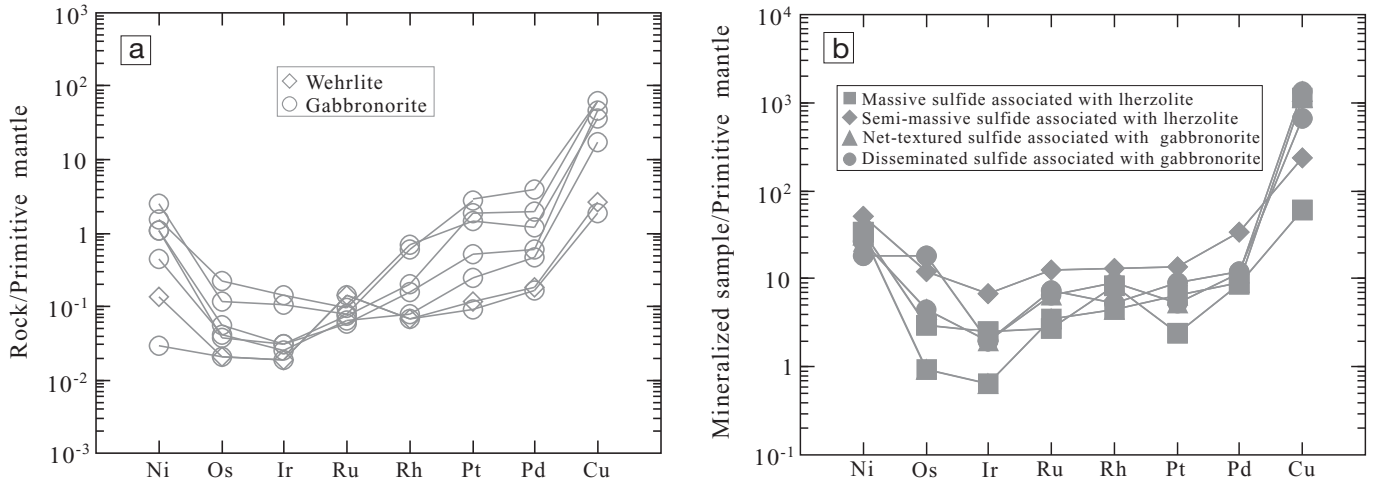 a
Rock/Primitive mantle
10³
10²
10
1
10⁻¹
10⁻²
10⁻³
Wehrlite
Gabbronorite
Ni Os Ir Ru Rh Pt Pd Cu
b
Mineralized sample/Primitive mantle
10⁴
10³
10²
10
1
10⁻¹
Massive sulfide associated with lherzolite
Semi-massive sulfide associated with lherzolite
Net-textured sulfide associated with gabbronorite
Disseminated sulfide associated with gabbronorite
Ni Os Ir Ru Rh Pt Pd Cu